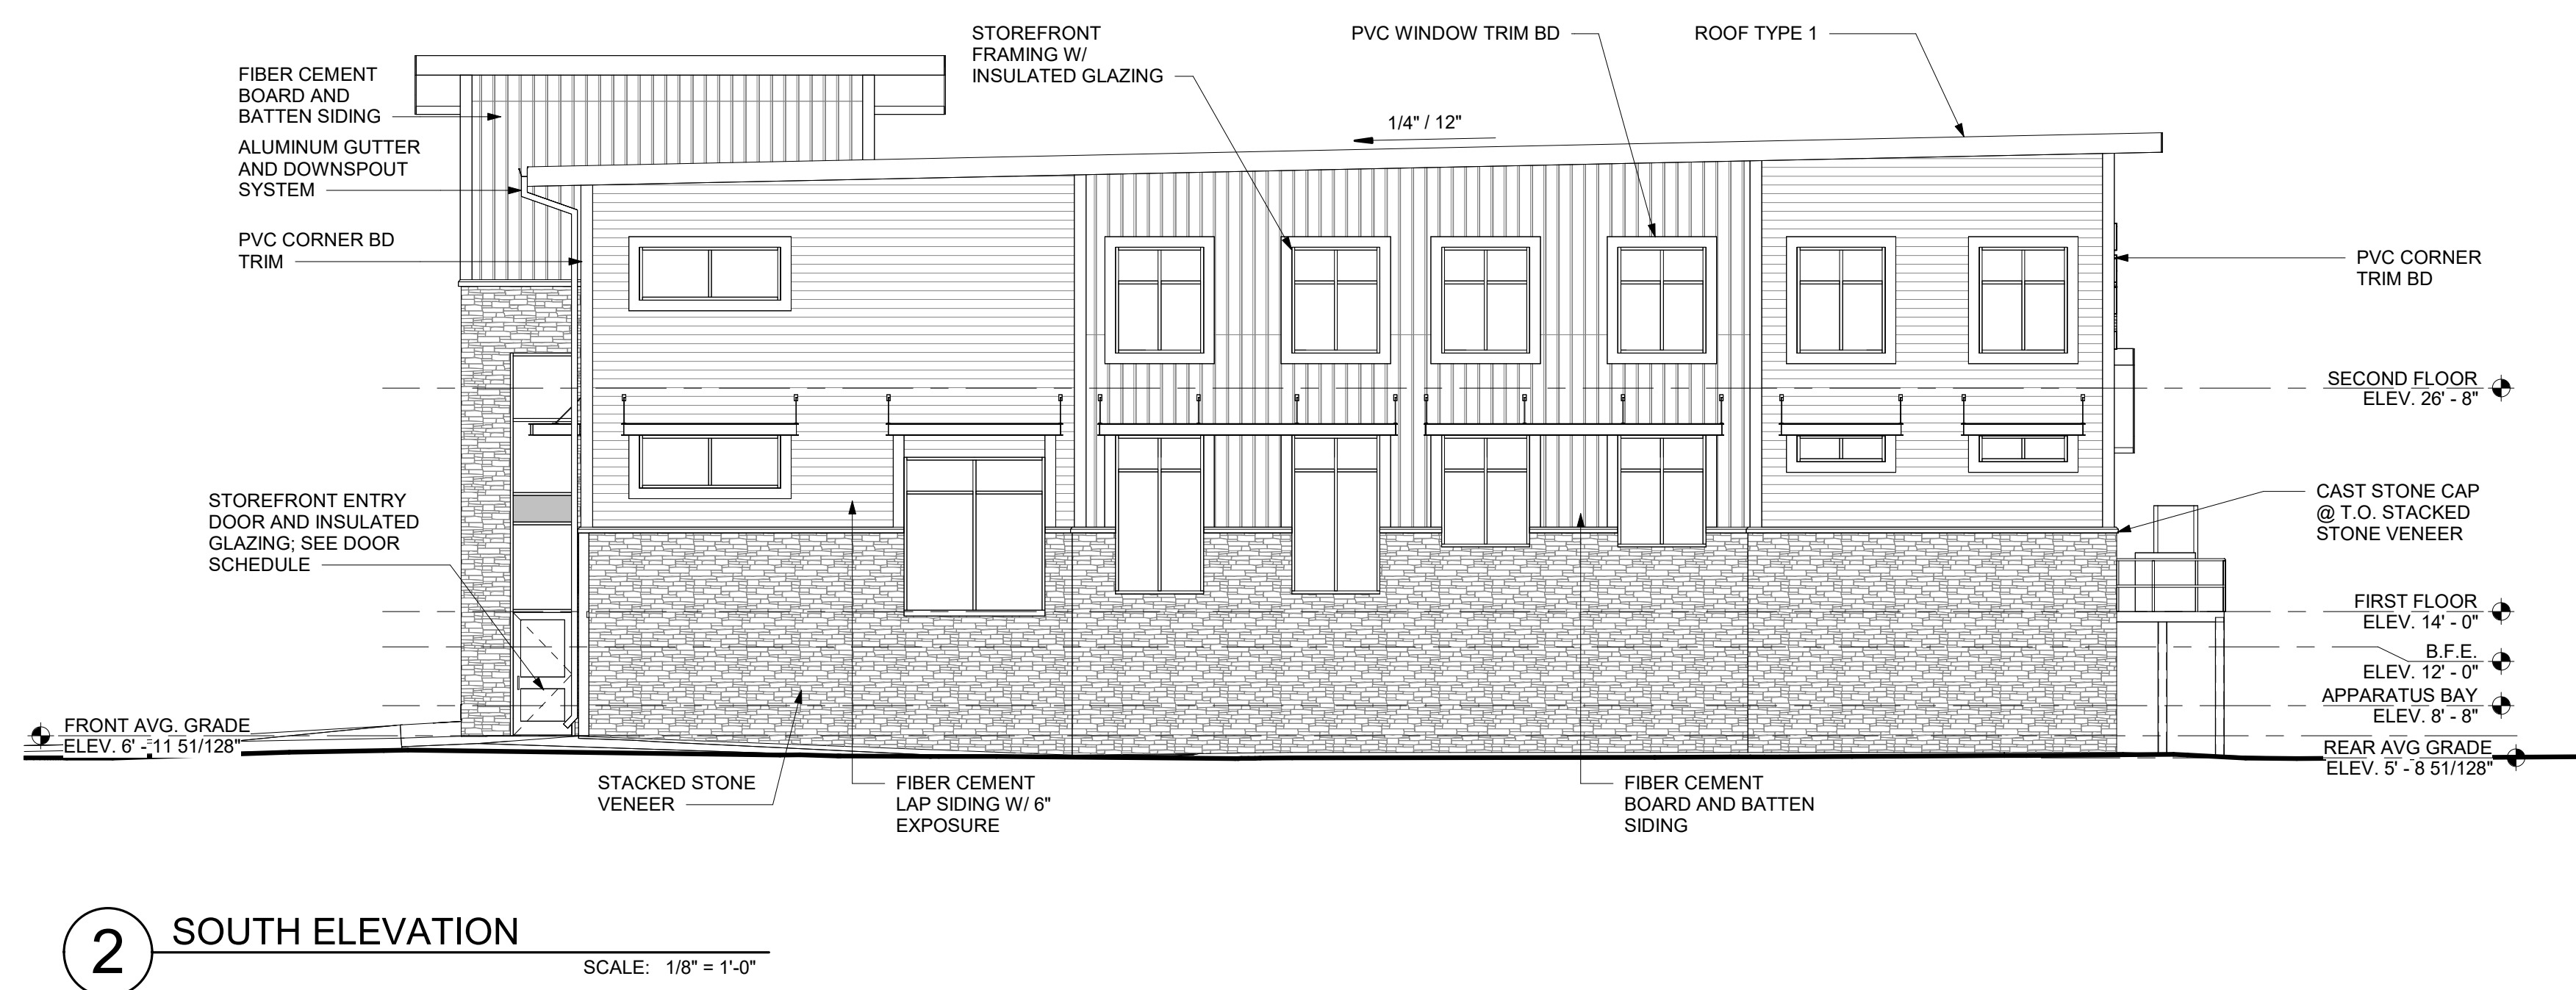 STOREFRONT
FRAMING W/
INSULATED GLAZING
PVC WINDOW TRIM BD
ROOF TYPE 1
FIBER CEMENT
BOARD AND
BATTEN SIDING
1/4" / 12"
ALUMINUM GUTTER
AND DOWNSPOUT
SYSTEM
PVC CORNER BD
TRIM
PVC CORNER
TRIM BD
SECOND FLOOR
ELEV. 26' - 8"
STOREFRONT ENTRY
DOOR AND INSULATED
GLAZING; SEE DOOR
SCHEDULE
CAST STONE CAP
@ T.O. STACKED
STONE VENEER
FIRST FLOOR
ELEV. 14' - 0"
B.F.E.
ELEV. 12' - 0"
APPARATUS BAY
ELEV. 8' - 8"
FRONT AVG. GRADE
ELEV. 6' - 11 51/128"
REAR AVG GRADE
ELEV. 5' - 8 51/128"
STACKED STONE
VENEER
FIBER CEMENT
LAP SIDING W/ 6"
EXPOSURE
FIBER CEMENT
BOARD AND BATTEN
SIDING
2
SOUTH ELEVATION
SCALE: 1/8" = 1'-0"